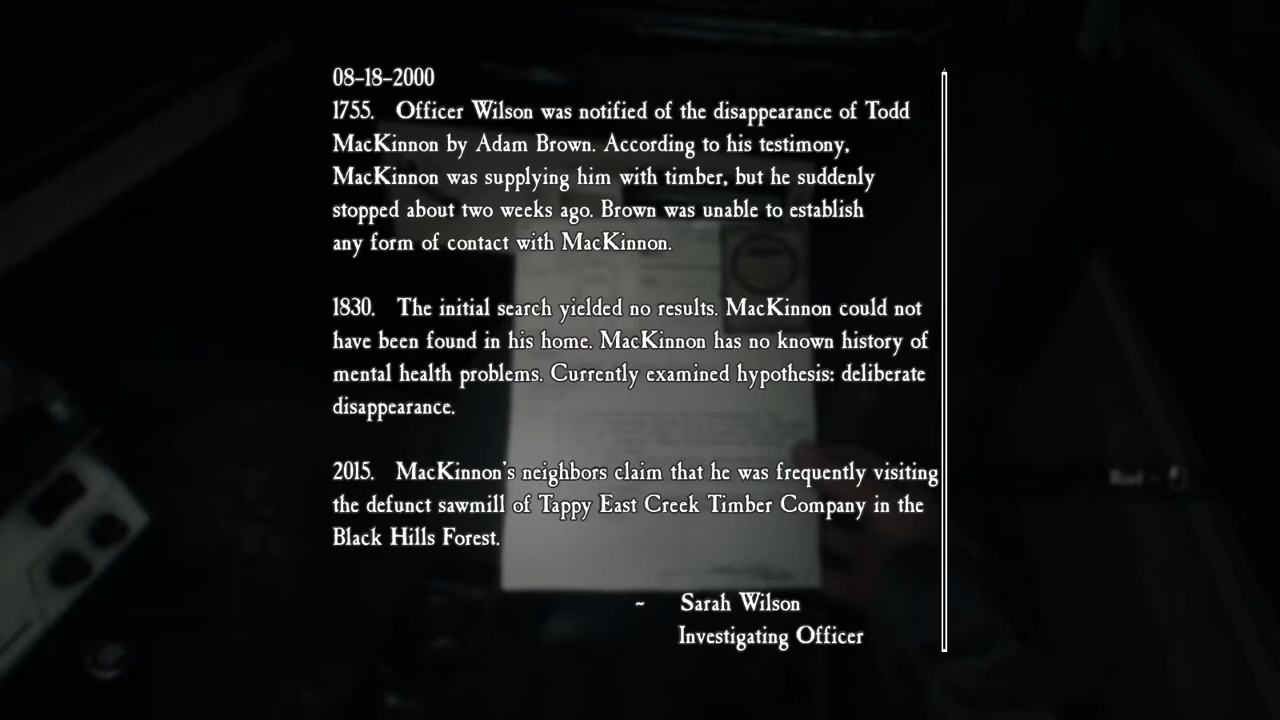 08-18-2000
1755. Officer Wilson was notified of the disappearance of Todd
MacKinnon by Adam Brown. According to his testimony,
MacKinnon was supplying him with timber, but he suddenly
stopped about two weeks ago. Brown was unable to establish
any form of contact with MacKinnon.
1830. The initial search yielded no results. MacKinnon could not
have been found in his home. MacKinnon has no known history of
mental health problems. Currently examined hypothesis: deliberate
disappearance.
2015. MacKinnon's neighbors claim that he was frequently visiting
the defunct sawmill of Tappy East Creek Timber Company in the
Black Hills Forest.
~ Sarah Wilson
Investigating Officer